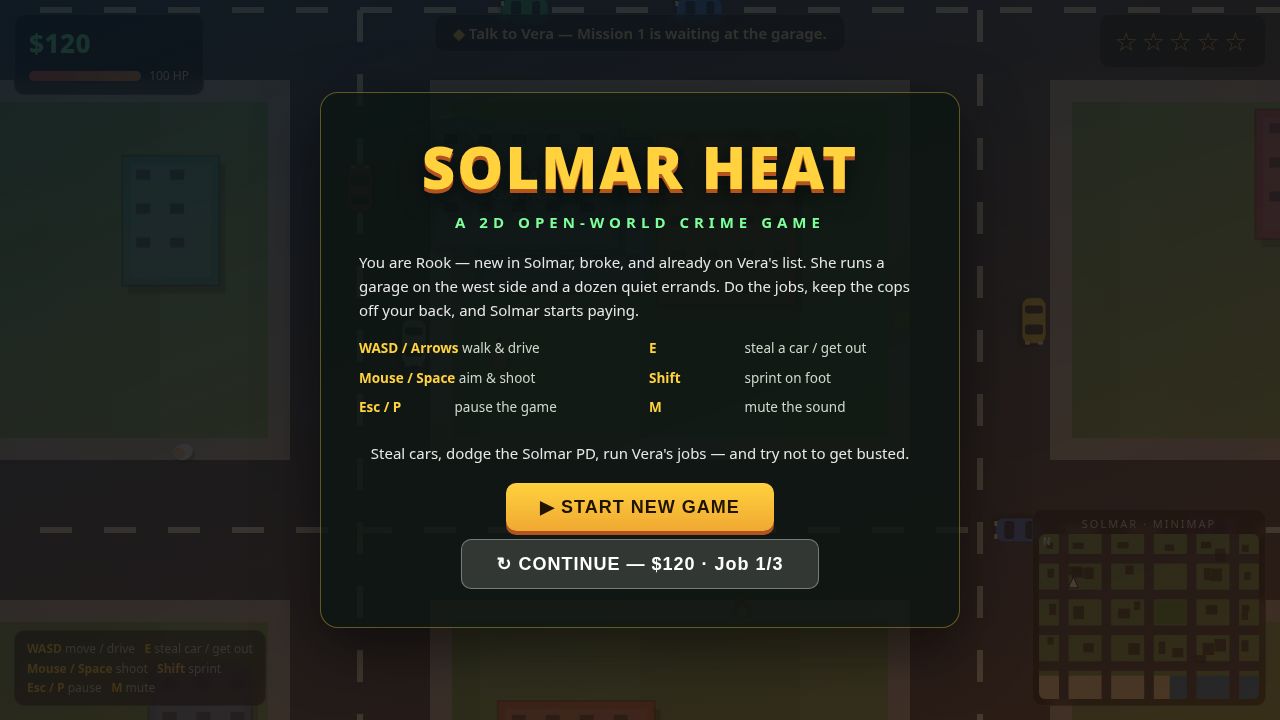 $120
100 HP
◆ Talk to Vera — Mission 1 is waiting at the garage.
☆☆☆☆☆
SOLMAR HEAT
A 2D OPEN-WORLD CRIME GAME
You are Rook — new in Solmar, broke, and already on Vera's list. She runs a
garage on the west side and a dozen quiet errands. Do the jobs, keep the cops
off your back, and Solmar starts paying.
WASD / Arrows walk & drive
E steal a car / get out
Mouse / Space aim & shoot
Shift sprint on foot
Esc / P pause the game
M mute the sound
Steal cars, dodge the Solmar PD, run Vera's jobs — and try not to get busted.
▶ START NEW GAME
↻ CONTINUE — $120 · Job 1/3
SOLMAR · MINIMAP
N
WASD move / drive E steal car / get out
Mouse / Space shoot Shift sprint
Esc / P pause M mute